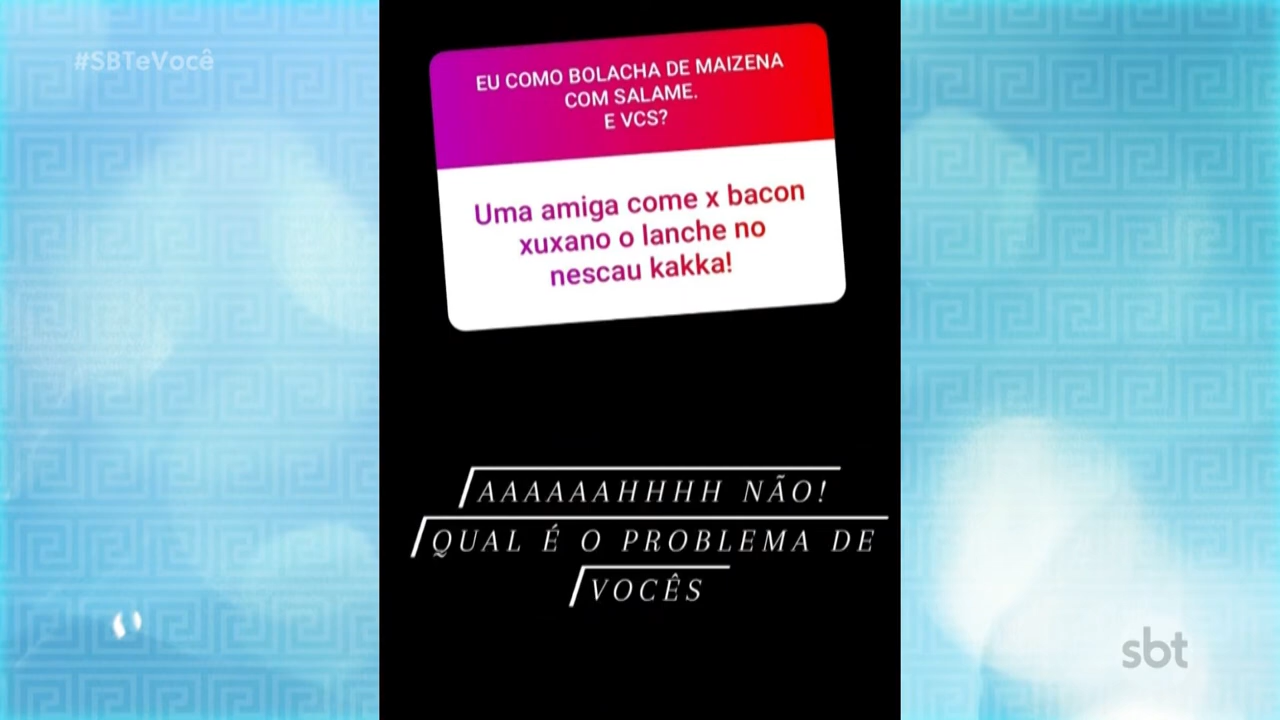 #SBTeVocê
EU COMO BOLACHA DE MAIZENA
COM SALAME.
E VCS?
Uma amiga come x bacon
xuxano o lanche no
nescau kakka!
AAAAAAHHHH NÃO!
QUAL É O PROBLEMA DE
VOCÊS
sbt